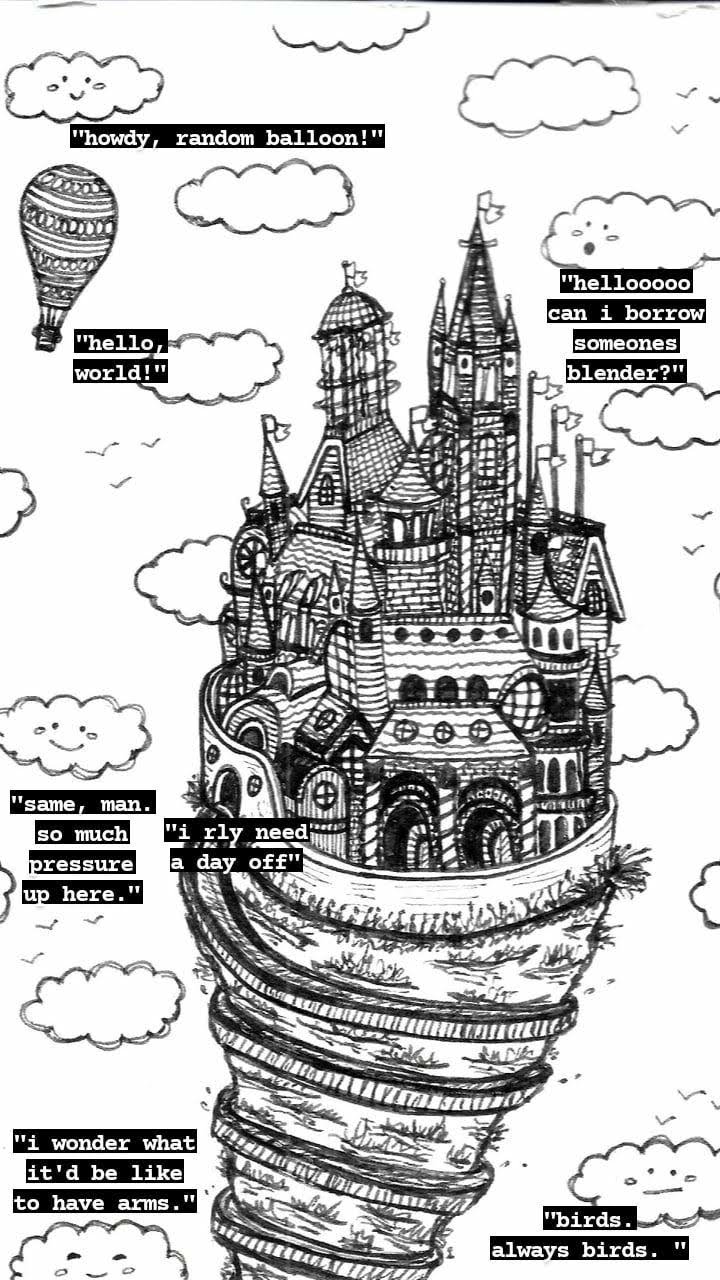 "howdy, random balloon!"
"hello,
world!"
"hellooooo
can i borrow
someones
blender?"
"same, man.
so much
pressure
up here."
"i rly need
a day off"
"i wonder what
it'd be like
to have arms."
"birds.
always birds. "